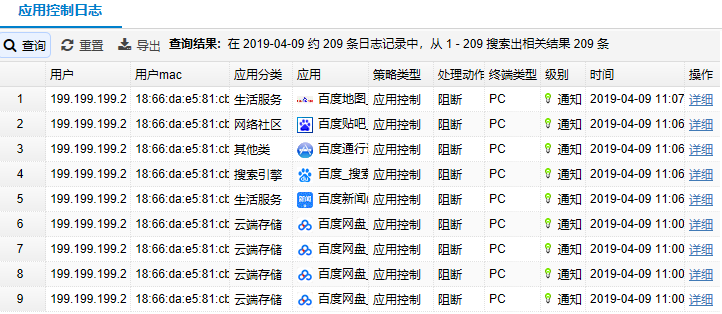 应用控制日志
查询 重置 导出 查询结果: 在 2019-04-09 约 209 条日志记录中，从 1 - 209 搜索出相关结果 209 条
用户 用户mac 应用分类 应用 策略类型 处理动作 终端类型 级别 时间 操作
1 199.199.199.2 18:66:da:e5:81:cb 生活服务 百度地图_ 应用控制 阻断 PC 通知 2019-04-09 11:07 详细
2 199.199.199.2 18:66:da:e5:81:cb 网络社区 百度贴吧_ 应用控制 阻断 PC 通知 2019-04-09 11:06 详细
3 199.199.199.2 18:66:da:e5:81:cb 其他类 百度通行 应用控制 阻断 PC 通知 2019-04-09 11:06 详细
4 199.199.199.2 18:66:da:e5:81:cb 搜索引擎 百度_搜索 应用控制 阻断 PC 通知 2019-04-09 11:06 详细
5 199.199.199.2 18:66:da:e5:81:cb 生活服务 新闻 百度新闻 应用控制 阻断 PC 通知 2019-04-09 11:06 详细
6 199.199.199.2 18:66:da:e5:81:cb 云端存储 百度网盘_ 应用控制 阻断 PC 通知 2019-04-09 11:00 详细
7 199.199.199.2 18:66:da:e5:81:cb 云端存储 百度网盘_ 应用控制 阻断 PC 通知 2019-04-09 11:00 详细
8 199.199.199.2 18:66:da:e5:81:cb 云端存储 百度网盘_ 应用控制 阻断 PC 通知 2019-04-09 11:00 详细
9 199.199.199.2 18:66:da:e5:81:cb 云端存储 百度网盘_ 应用控制 阻断 PC 通知 2019-04-09 11:00 详细